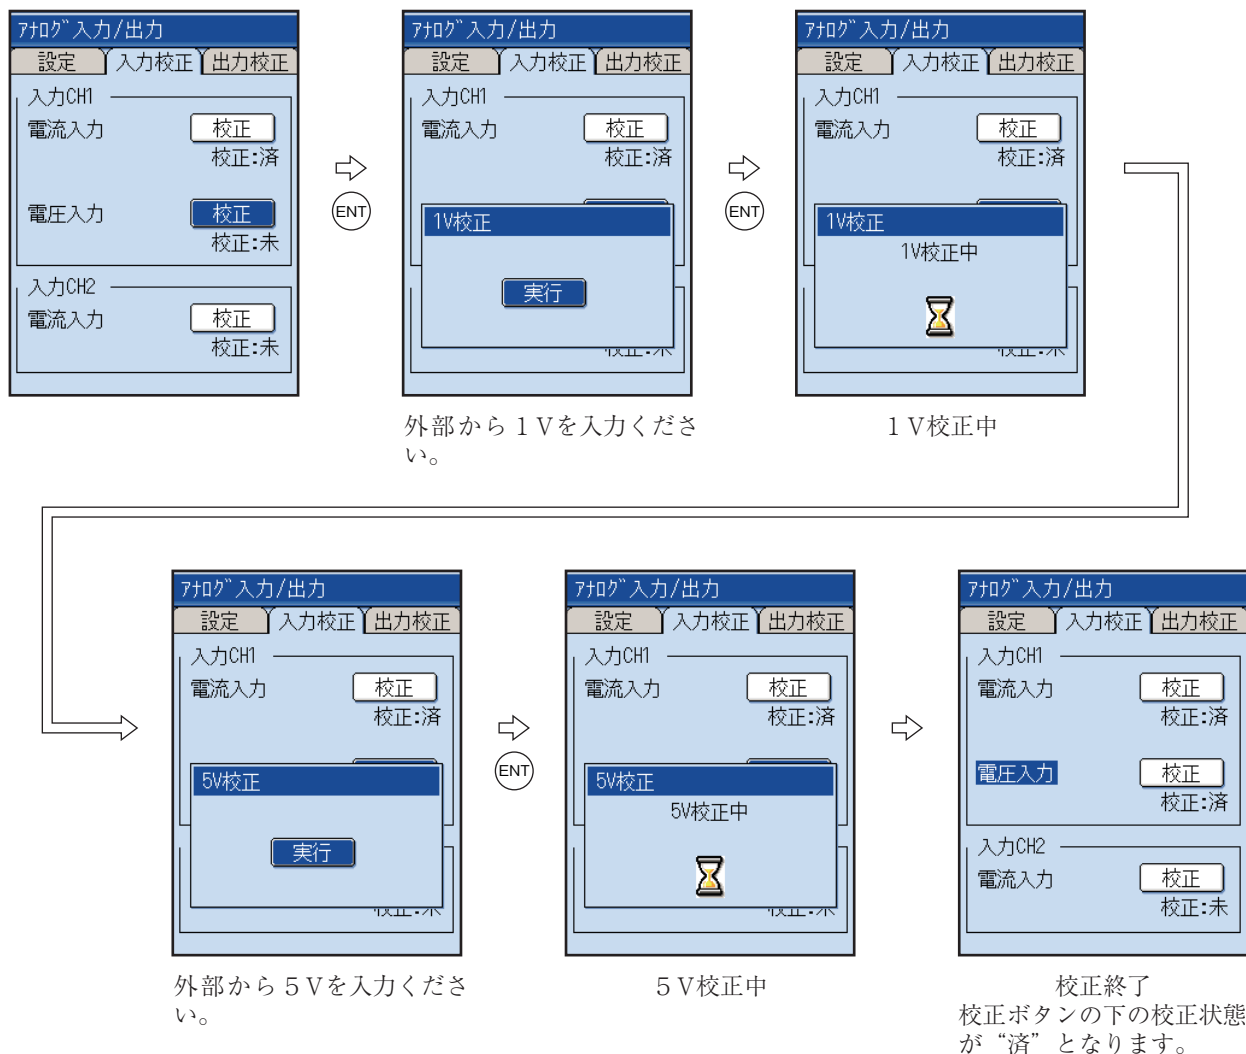 ｱﾅﾛｸﾞ入力/出力
設定 入力校正 出力校正
入力CH1
電流入力 校正
校正:済
電圧入力 校正
校正:未
入力CH2
電流入力 校正
校正:未
ENT
ｱﾅﾛｸﾞ入力/出力
設定 入力校正 出力校正
入力CH1
電流入力 校正
校正:済
1V校正
実行
外部から１Vを入力くださ
い。
ENT
ｱﾅﾛｸﾞ入力/出力
設定 入力校正 出力校正
入力CH1
電流入力 校正
校正:済
1V校正
1V校正中
１V校正中
ｱﾅﾛｸﾞ入力/出力
設定 入力校正 出力校正
入力CH1
電流入力 校正
校正:済
5V校正
実行
外部から５Vを入力くださ
い。
ENT
ｱﾅﾛｸﾞ入力/出力
設定 入力校正 出力校正
入力CH1
電流入力 校正
校正:済
5V校正
5V校正中
５V校正中
ｱﾅﾛｸﾞ入力/出力
設定 入力校正 出力校正
入力CH1
電流入力 校正
校正:済
電圧入力 校正
校正:済
入力CH2
電流入力 校正
校正:未
校正終了
校正ボタンの下の校正状態
が“済”となります。